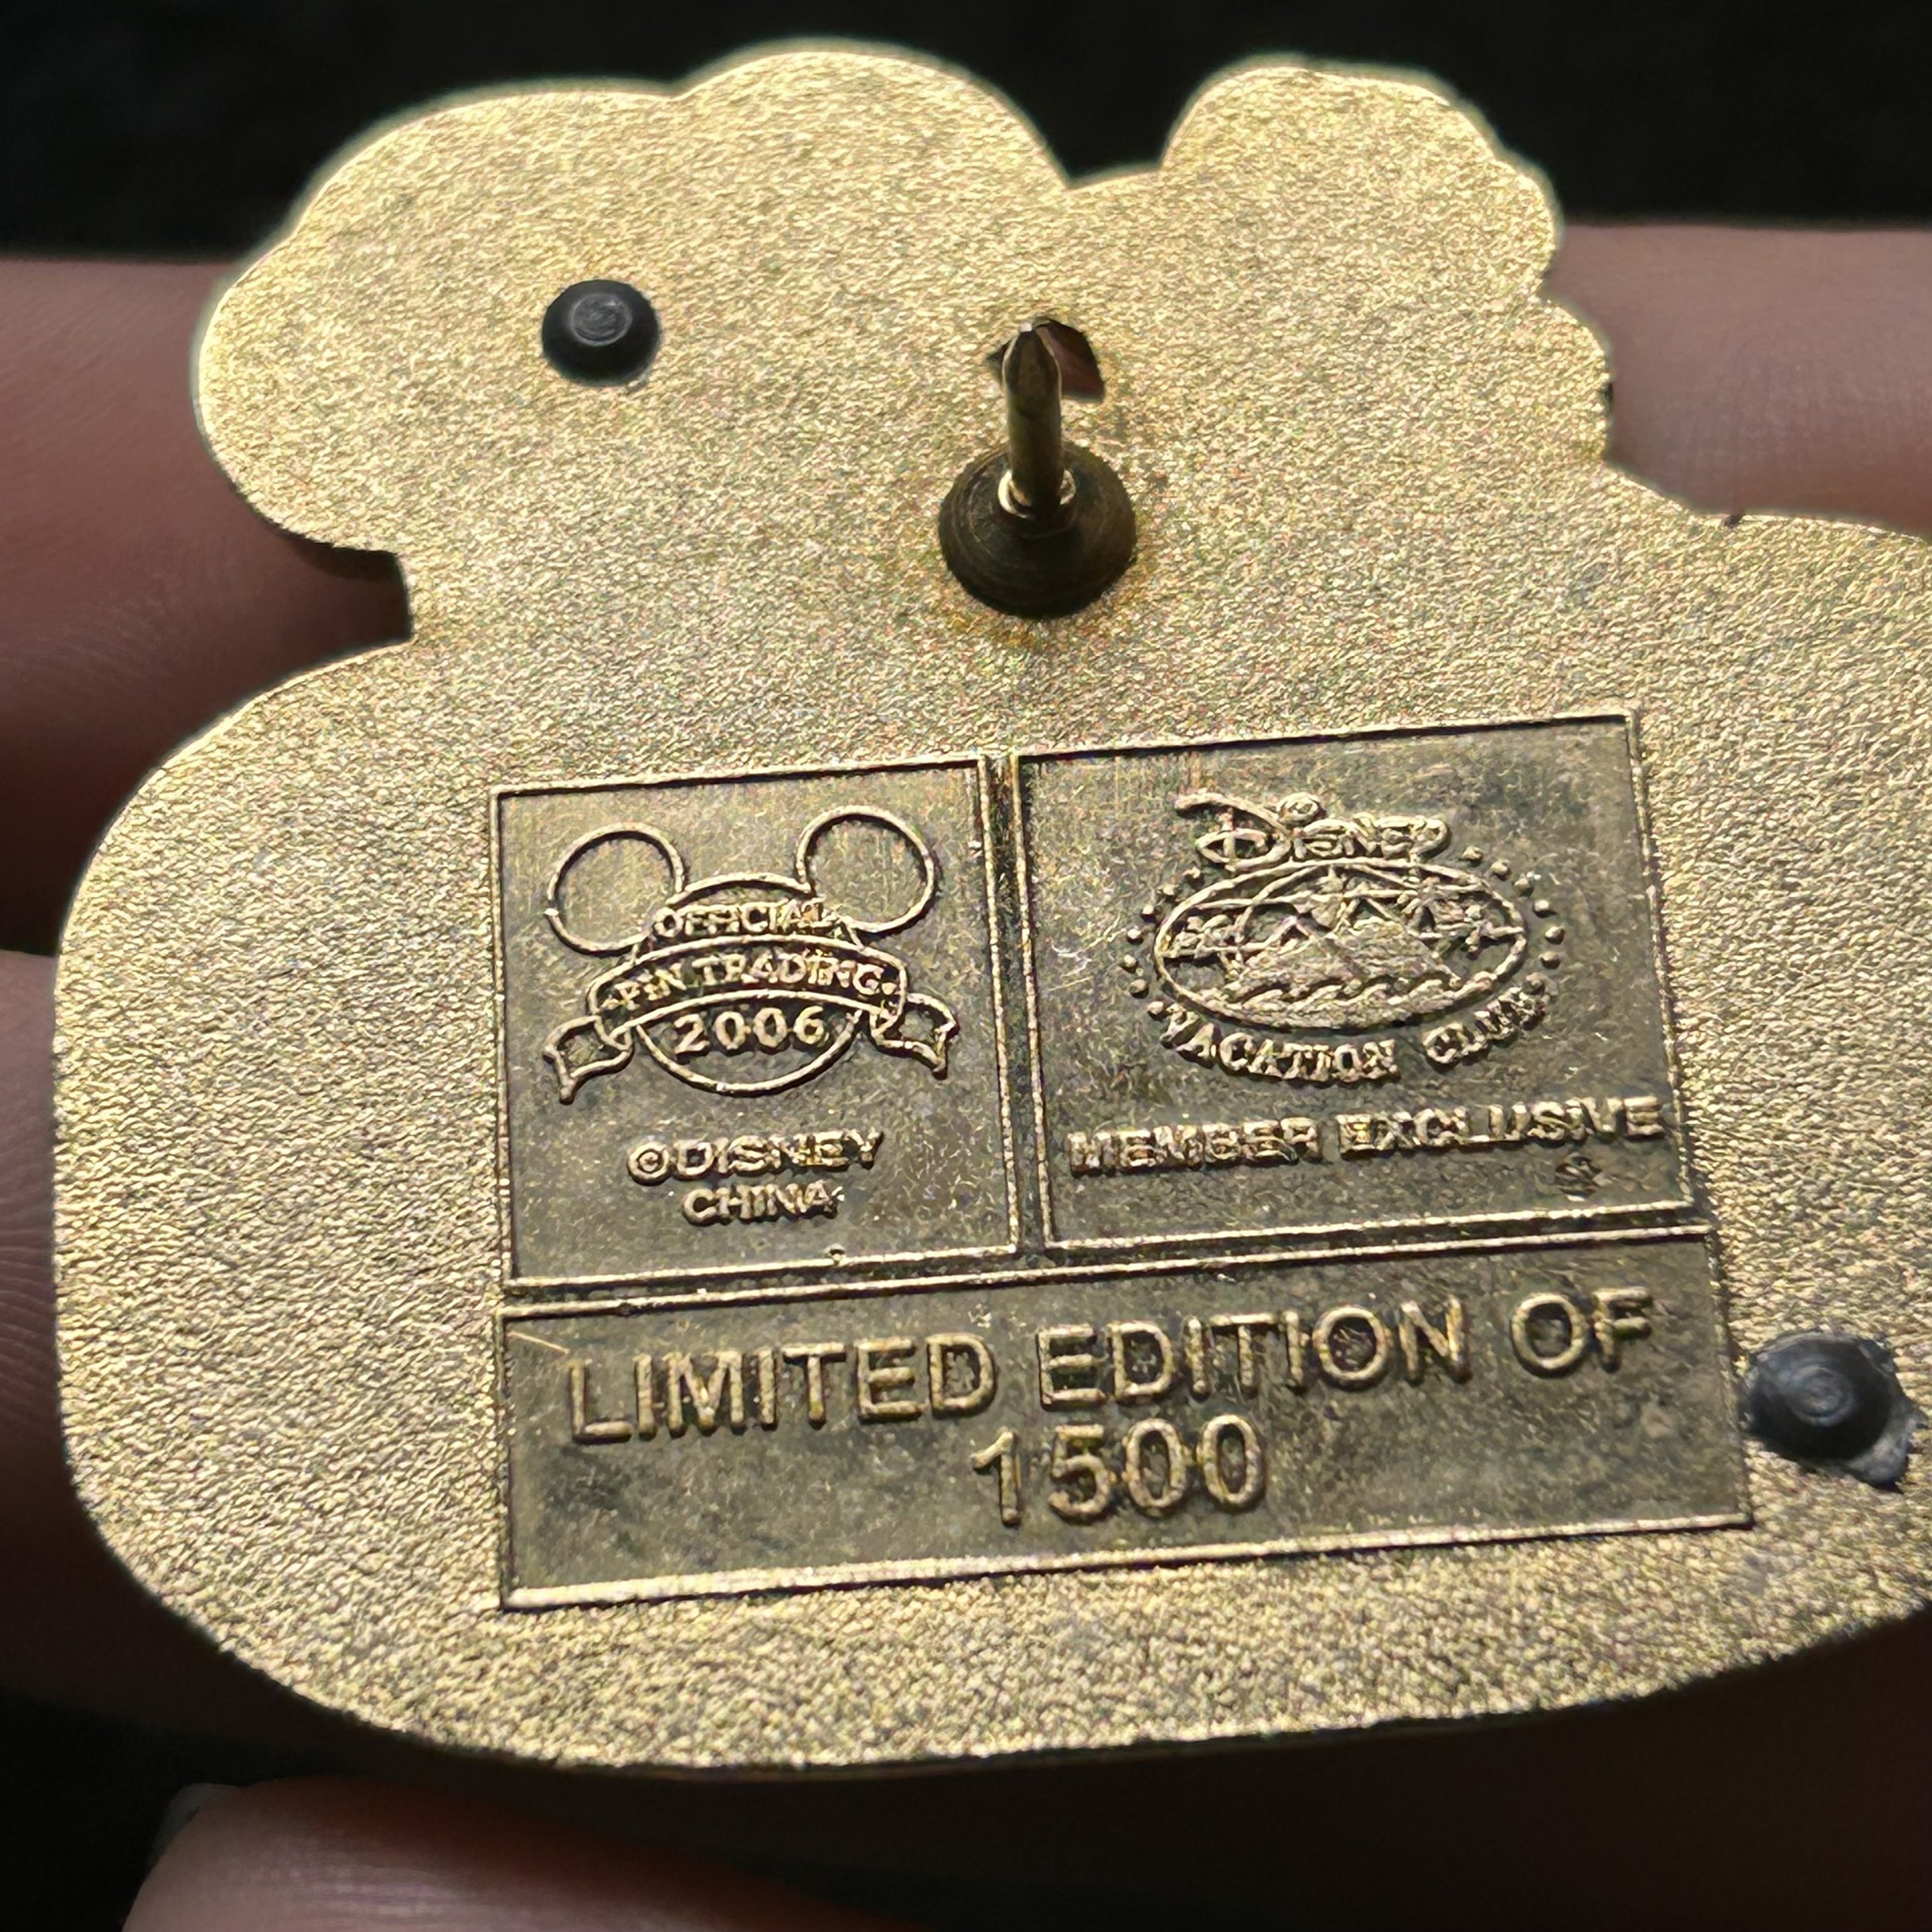 OFFICIAL
PIN TRADING
2006
©DISNEY
CHINA
Disney
VACATION CLUB
MEMBER EXCLUSIVE
LIMITED EDITION OF
1500